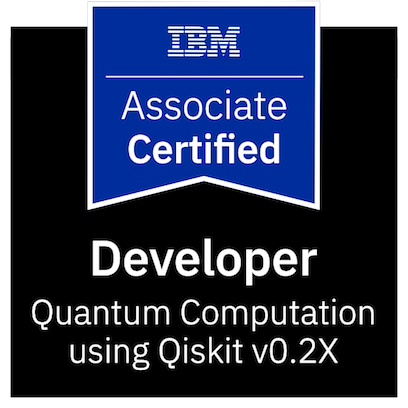 IBM
Associate
Certified
Developer
Quantum Computation
using Qiskit v0.2X